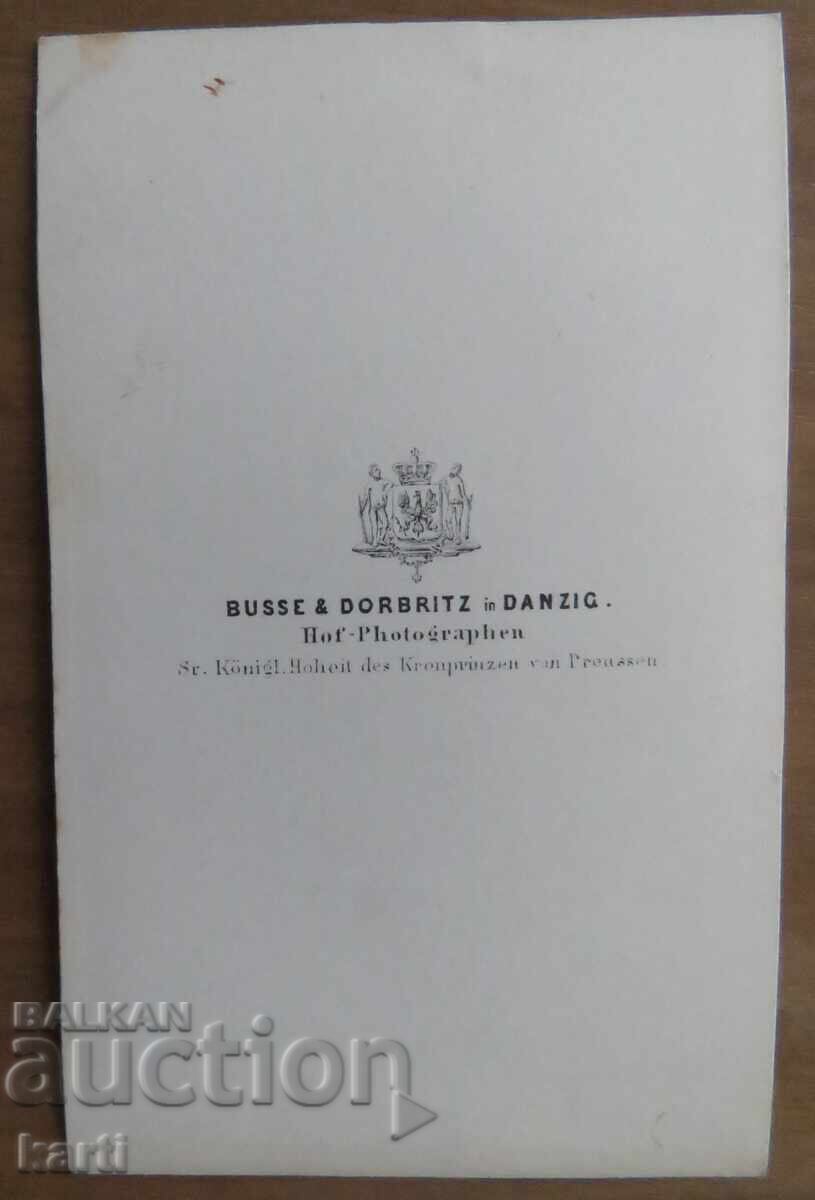 BUSSE & DORBRITZ in DANZIG.
Hof-Photographen
Sr. Königl. Hoheit des Kronprinzen von Preussen
BALKAN
auction
karti